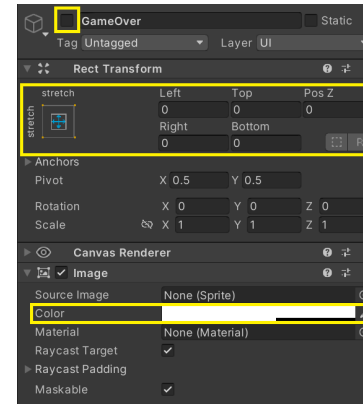 GameOver Static
Tag Untagged Layer UI
Rect Transform
stretch Left Top Pos Z
stretch 0 0 0
Right Bottom
0 0
Anchors
Pivot X 0.5 Y 0.5
Rotation X 0 Y 0 Z 0
Scale X 1 Y 1 Z 1
Canvas Renderer
Image
Source Image None (Sprite)
Color
Material None (Material)
Raycast Target
Raycast Padding
Maskable